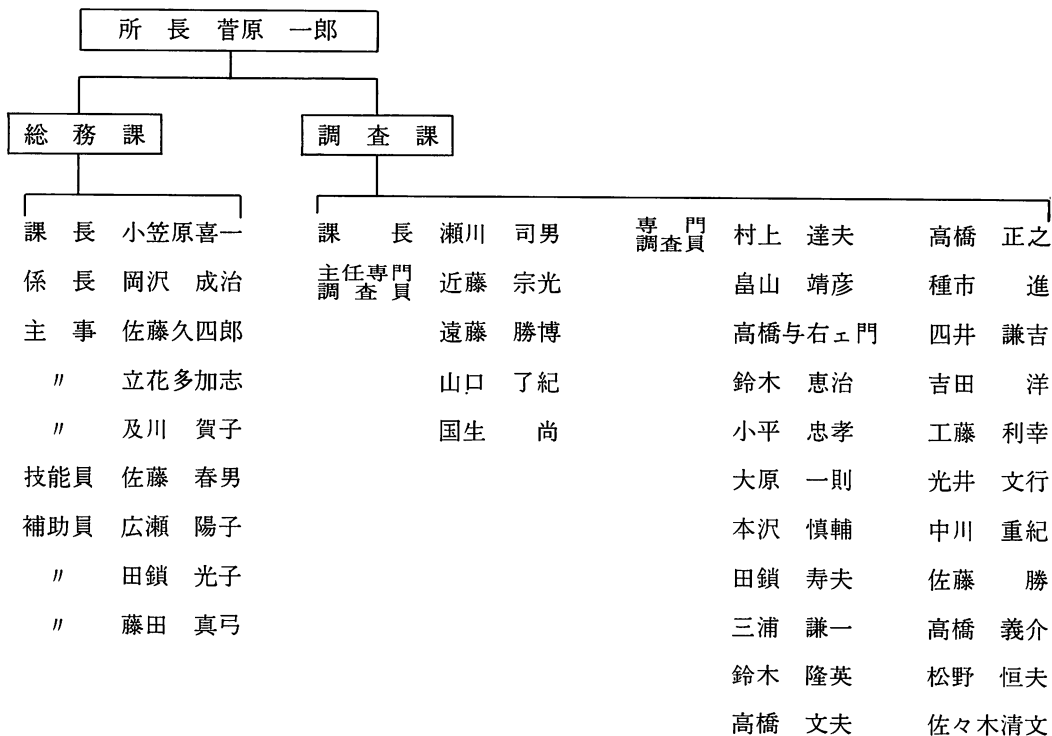 所長 菅原 一郎
総務課
調査課
課長 小笠原喜一
係長 岡沢 成治
主事 佐藤久四郎
〃 立花多加志
〃 及川 賀子
技能員 佐藤 春男
補助員 広瀬 陽子
〃 田鎖 光子
〃 藤田 真弓
課長 瀬川 司男
主任専門調査員 近藤 宗光
遠藤 勝博
山口 了紀
国生 尚
専門調査員 村上 達夫
畠山 靖彦
高橋与右ェ門
鈴木 恵治
小平 忠孝
大原 一則
本沢 慎輔
田鎖 寿夫
三浦 謙一
鈴木 隆英
高橋 文夫
高橋 正之
種市 進
四井 謙吉
吉田 洋
工藤 利幸
光井 文行
中川 重紀
佐藤 勝
高橋 義介
松野 恒夫
佐々木清文